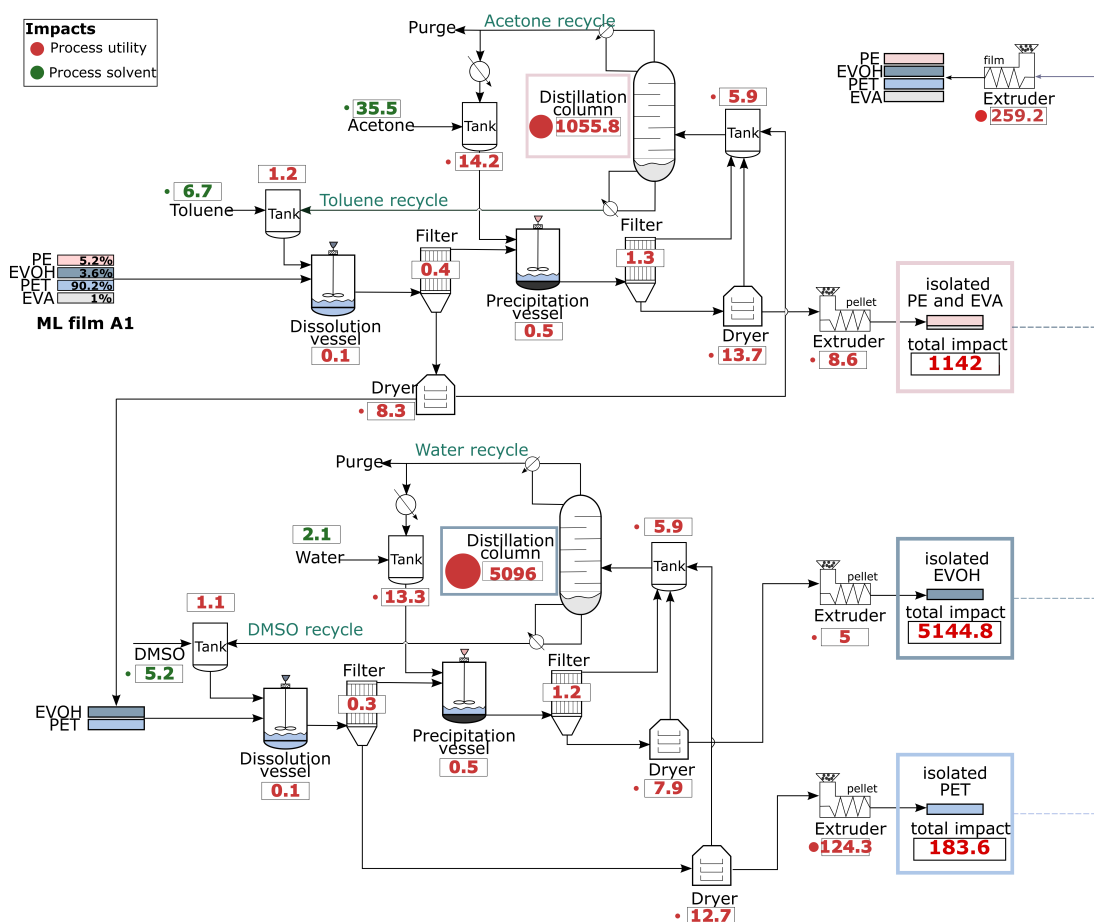 Impacts
Process utility
Process solvent
Purge
Acetone recycle
35.5
Acetone
Tank
14.2
Distillation
column
1055.8
5.9
Tank
PE
EVOH
PET
EVA
film
Extruder
259.2
6.7
Toluene
1.2
Tank
Toluene recycle
PE 5.2%
EVOH 3.6%
PET 90.2%
EVA 1%
ML film A1
Dissolution
vessel
0.1
Filter
0.4
Precipitation
vessel
0.5
Filter
1.3
Dryer
13.7
pellet
Extruder
8.6
isolated
PE and EVA
total impact
1142
Dryer
8.3
Purge
Water recycle
2.1
Water
Tank
13.3
Distillation
column
5096
5.9
Tank
pellet
Extruder
5
isolated
EVOH
total impact
5144.8
1.1
Tank
DMSO
5.2
DMSO recycle
EVOH
PET
Dissolution
vessel
0.1
Filter
0.3
Precipitation
vessel
0.5
Filter
1.2
Dryer
7.9
pellet
Extruder
124.3
isolated
PET
total impact
183.6
Dryer
12.7